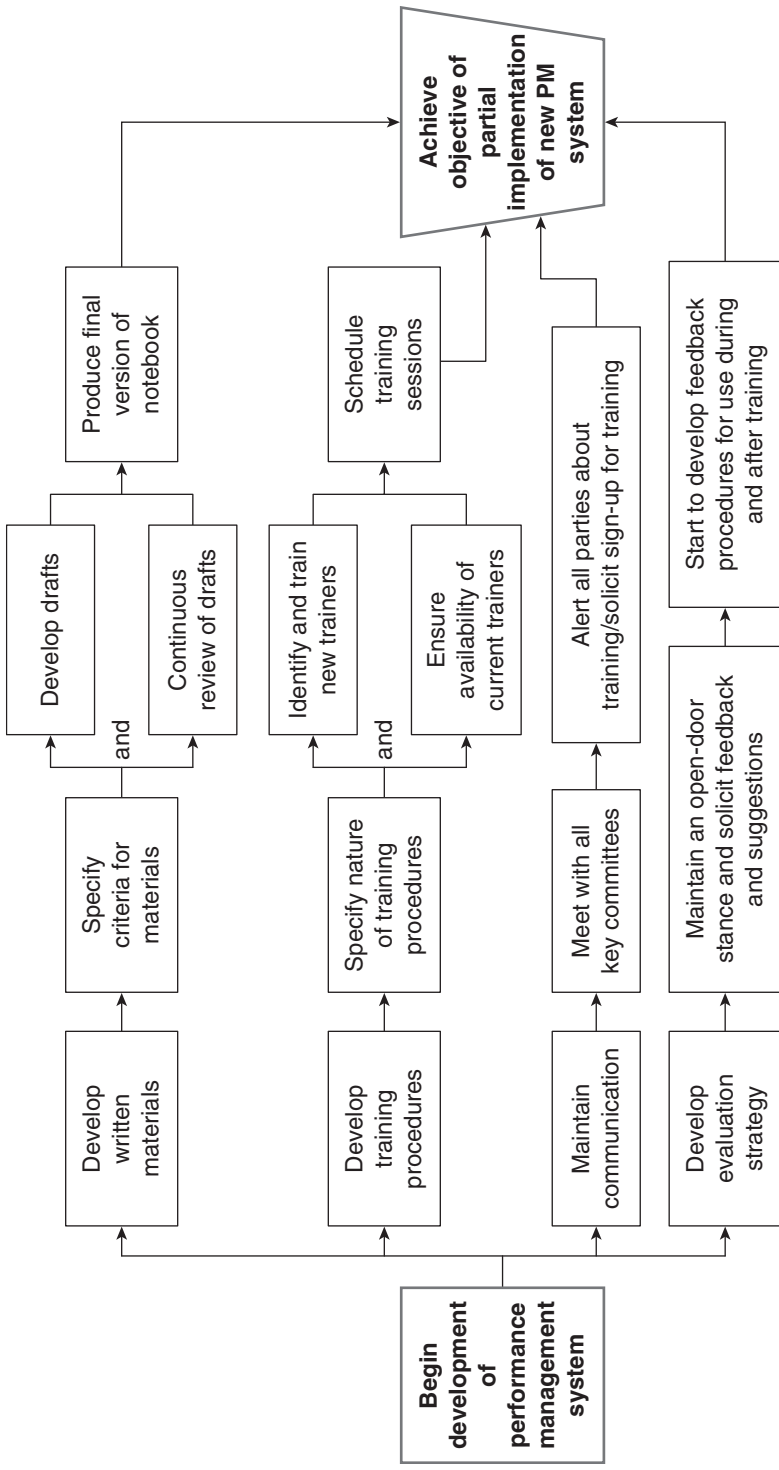 Begin
development
of
performance
management
system
Develop
written
materials
Specify
criteria for
materials
and
Develop drafts
Continuous
review of drafts
Produce final
version of
notebook
Develop
training
procedures
Specify nature
of training
procedures
and
Identify and train
new trainers
Ensure
availability of
current trainers
Schedule
training
sessions
Maintain
communication
Meet with all
key committees
Alert all parties about
training/solicit sign-up for training
Develop
evaluation
strategy
Maintain an open-door
stance and solicit feedback
and suggestions
Start to develop feedback
procedures for use during
and after training
Achieve
objective of
partial
implementation
of new PM
system